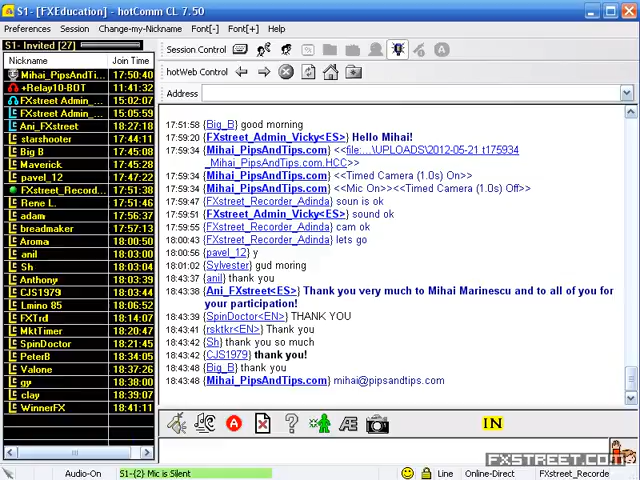 S1- [FXEducation] - hotComm CL 7.50
Preferences Session Change-my-Nickname Font[-] Font[+] Help
S1- Invited [27]
Nickname Join Time
Mihai_PipsAndTi... 17:50:40
+Relay10-BOT 11:41:32
FXstreet Admin_... 15:02:07
FXstreet Admin_... 15:05:59
Ani_FXstreet 18:27:18
starshooter 17:44:11
Big B 17:45:09
Maverick 17:45:28
pavel_12 17:46:22
FXstreet_Record... 17:51:38
Rene L. 17:51:43
adam 17:56:37
breadmaker 17:57:13
Aroma 18:00:50
anil 18:00:51
Sh 18:03:04
Anthony 18:03:29
CJS1979 18:03:41
Lmino 85 18:06:52
FXTrd 18:14:07
MktTimer 18:20:47
SpinDoctor 18:21:45
PeterB 18:34:05
Valone 18:37:26
gy 18:38:00
clay 18:39:07
WinnerFX 18:41:11
Session Control
hotWeb Control
Address
17:51:58 {Big_B} good morning
17:59:20 {FXstreet_Admin_Vicky<ES>} Hello Mihai!
17:59:34 {Mihai_PipsAndTips.com} <<file:...\UPLOADS\2012-05-21 t175934
_Mihai_PipsAndTips.com.HCC>>
17:59:34 {Mihai_PipsAndTips.com} <<Timed Camera (1.0s) On>>
17:59:34 {Mihai_PipsAndTips.com} <<Mic On>><<Timed Camera (1.0s) Off>>
17:59:47 {FXstreet_Recorder_Adinda} soun is ok
17:59:51 {FXstreet_Admin_Vicky<ES>} sound ok
17:59:55 {FXstreet_Recorder_Adinda} cam ok
18:00:43 {FXstreet_Recorder_Adinda} lets go
18:00:56 {pavel_12} y
18:01:02 {Sylvester} gud moring
18:43:37 {anil} thank you
18:43:38 {Ani_FXstreet<ES>} Thank you very much to Mihai Marinescu and to all of you for
your participation!
18:43:39 {SpinDoctor<EN>} THANK YOU
18:43:41 {rsktkr<EN>} Thank you
18:43:42 {Sh} thank you so much
18:43:42 {CJS1979} thank you!
18:43:48 {Big_B} thank you
18:43:48 {Mihai_PipsAndTips.com} mihai@pipsandtips.com
IN
FXSTREET.COM
Audio-On S1-{2} Mic is Silent Line Online-Direct FXStreet_Recorde